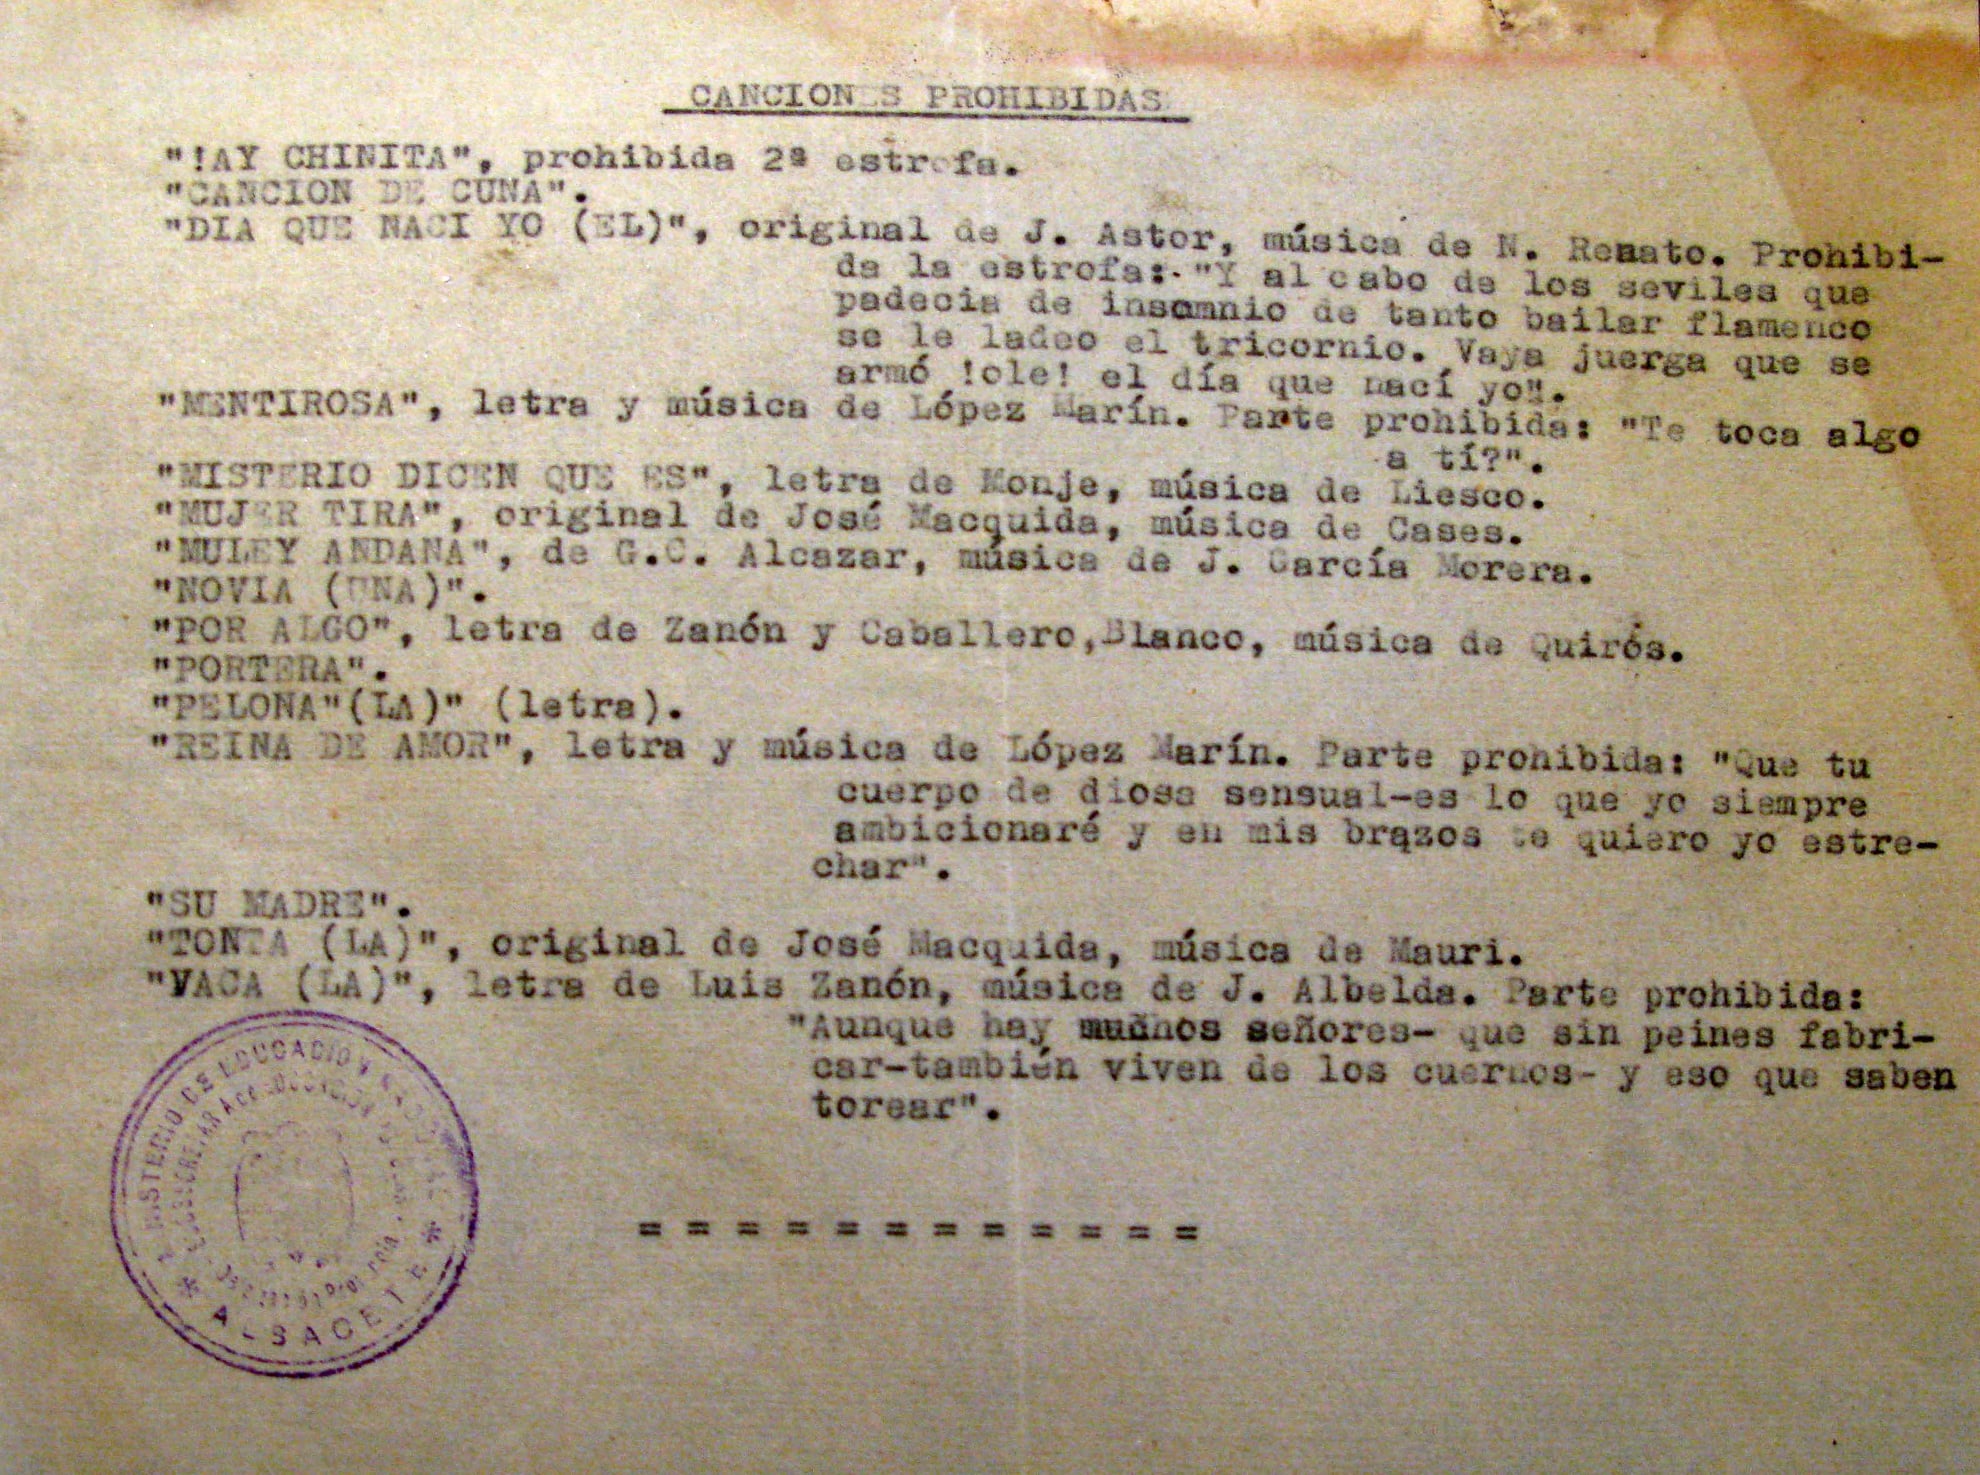 CANCIONES PROHIBIDAS
"!AY CHINITA", prohibida 2ª estrofa.
"CANCION DE CUNA".
"DIA QUE NACI YO (EL)", original de J. Astor, música de N. Renato. Prohibi-
da la estrofa:."Y al cabo de los seviles que
padecia de insomnio de tanto bailar flamenco
se le ladeo el tricornio. Vaya juerga que se
armó !ole! el día que nací yo".
"MENTIROSA", letra y música de López Marín. Parte prohibida: "Te toca algo
a tí?".
"MISTERIO DICEN QUE ES", letra de Monje, música de Liesco.
"MUJER TIRA", original de José Macquida, música de Cases.
"MULEY ANDANA", de G.C. Alcazar, música de J. García Morera.
"NOVIA (UNA)".
"POR ALGO", letra de Zanón y Caballero,Blanco, música de Quirós.
"PORTERA".
"PELONA"(LA)" (letra).
"REINA DE AMOR", letra y música de López Marín. Parte prohibida: "Que tu
cuerpo de diosa sensual-es lo que yo siempre
ambicionaré y en mis brazos te quiero yo estre-
char".
"SU MADRE".
"TONTA (LA)", original de José Macquida, música de Mauri.
"VACA (LA)", letra de Luis Zanón, música de J. Albelda. Parte prohibida:
"Aunque hay muchos señores- que sin peines fabri-
car-también viven de los cuernos- y eso que saben
torear".
= = = = = = = = = = = =
MINISTERIO DE EDUCACION NACIONAL
* ALBACETE *